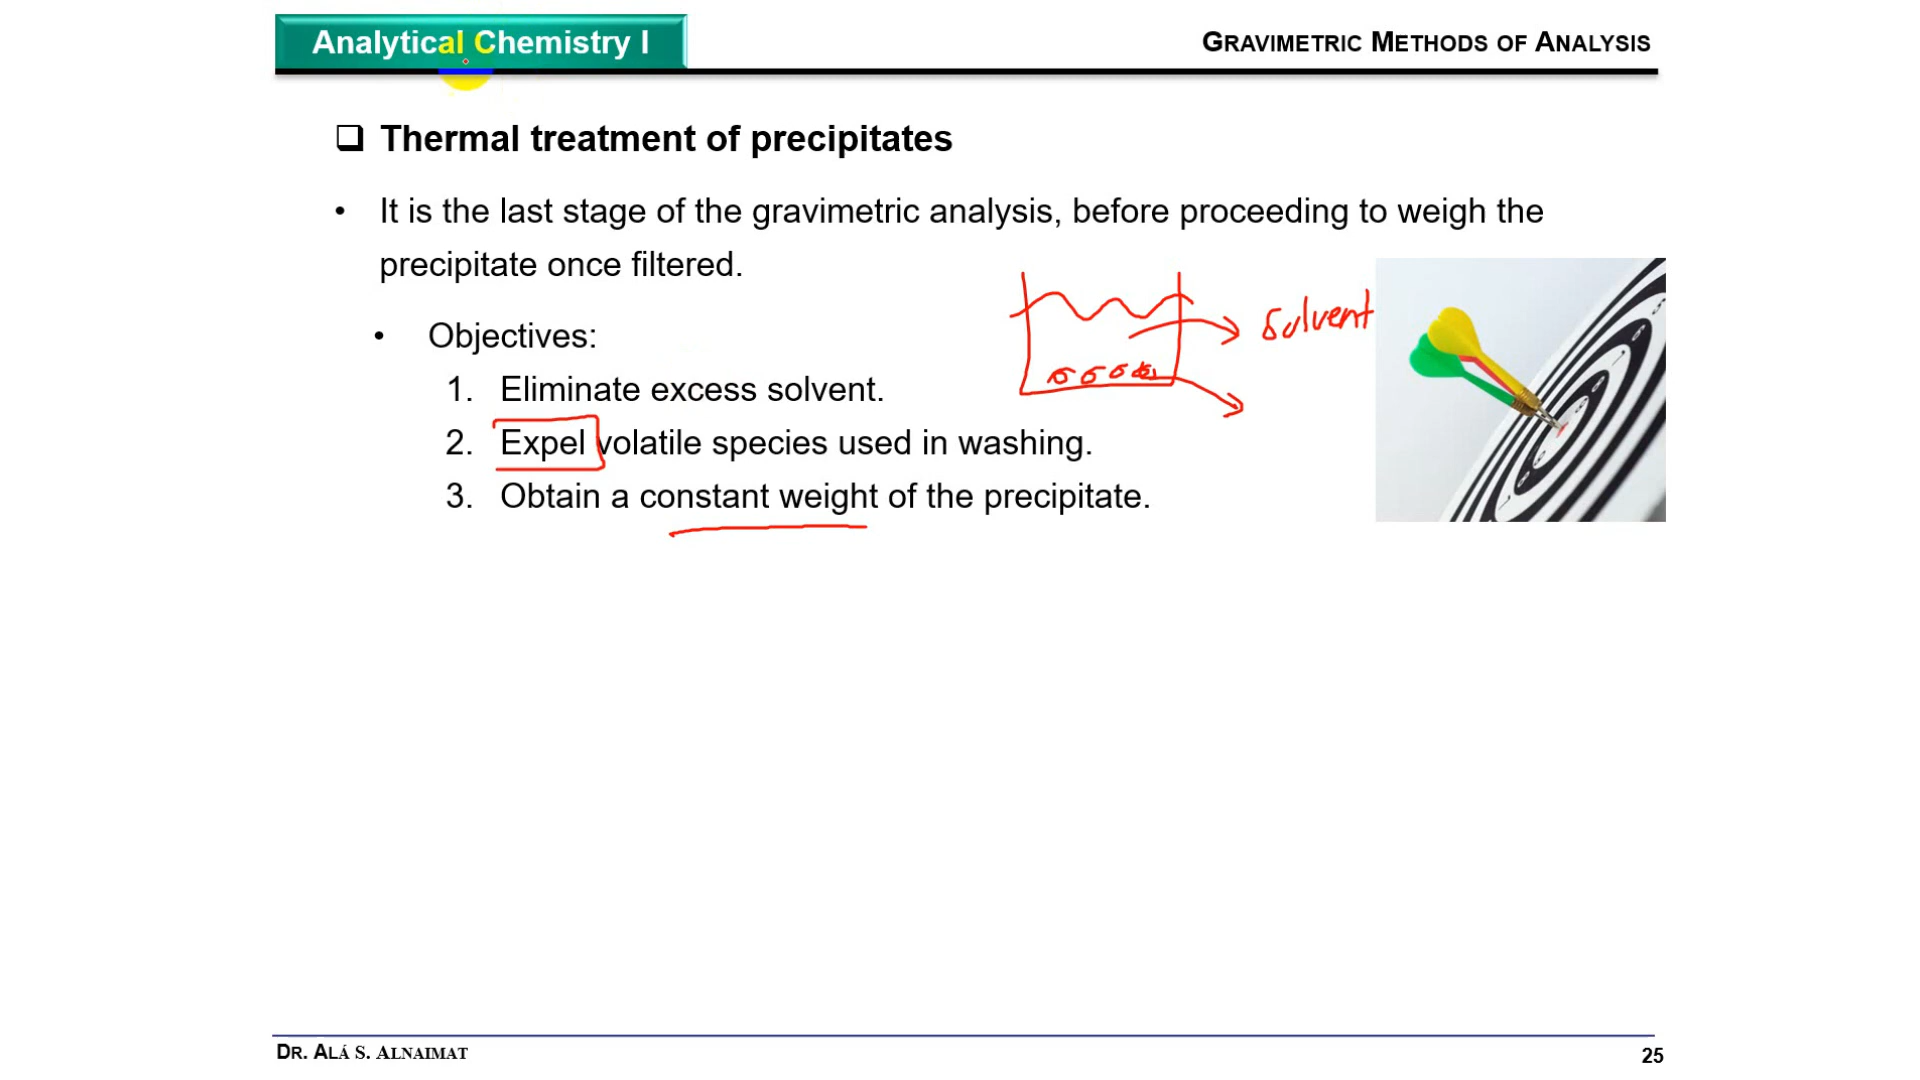 Analytical Chemistry I
GRAVIMETRIC METHODS OF ANALYSIS
Thermal treatment of precipitates
• It is the last stage of the gravimetric analysis, before proceeding to weigh the
precipitate once filtered.
• Objectives:
solvent
1. Eliminate excess solvent.
2. Expel volatile species used in washing.
3. Obtain a constant weight of the precipitate.
DR. ALÁ S. ALNAIMAT
25